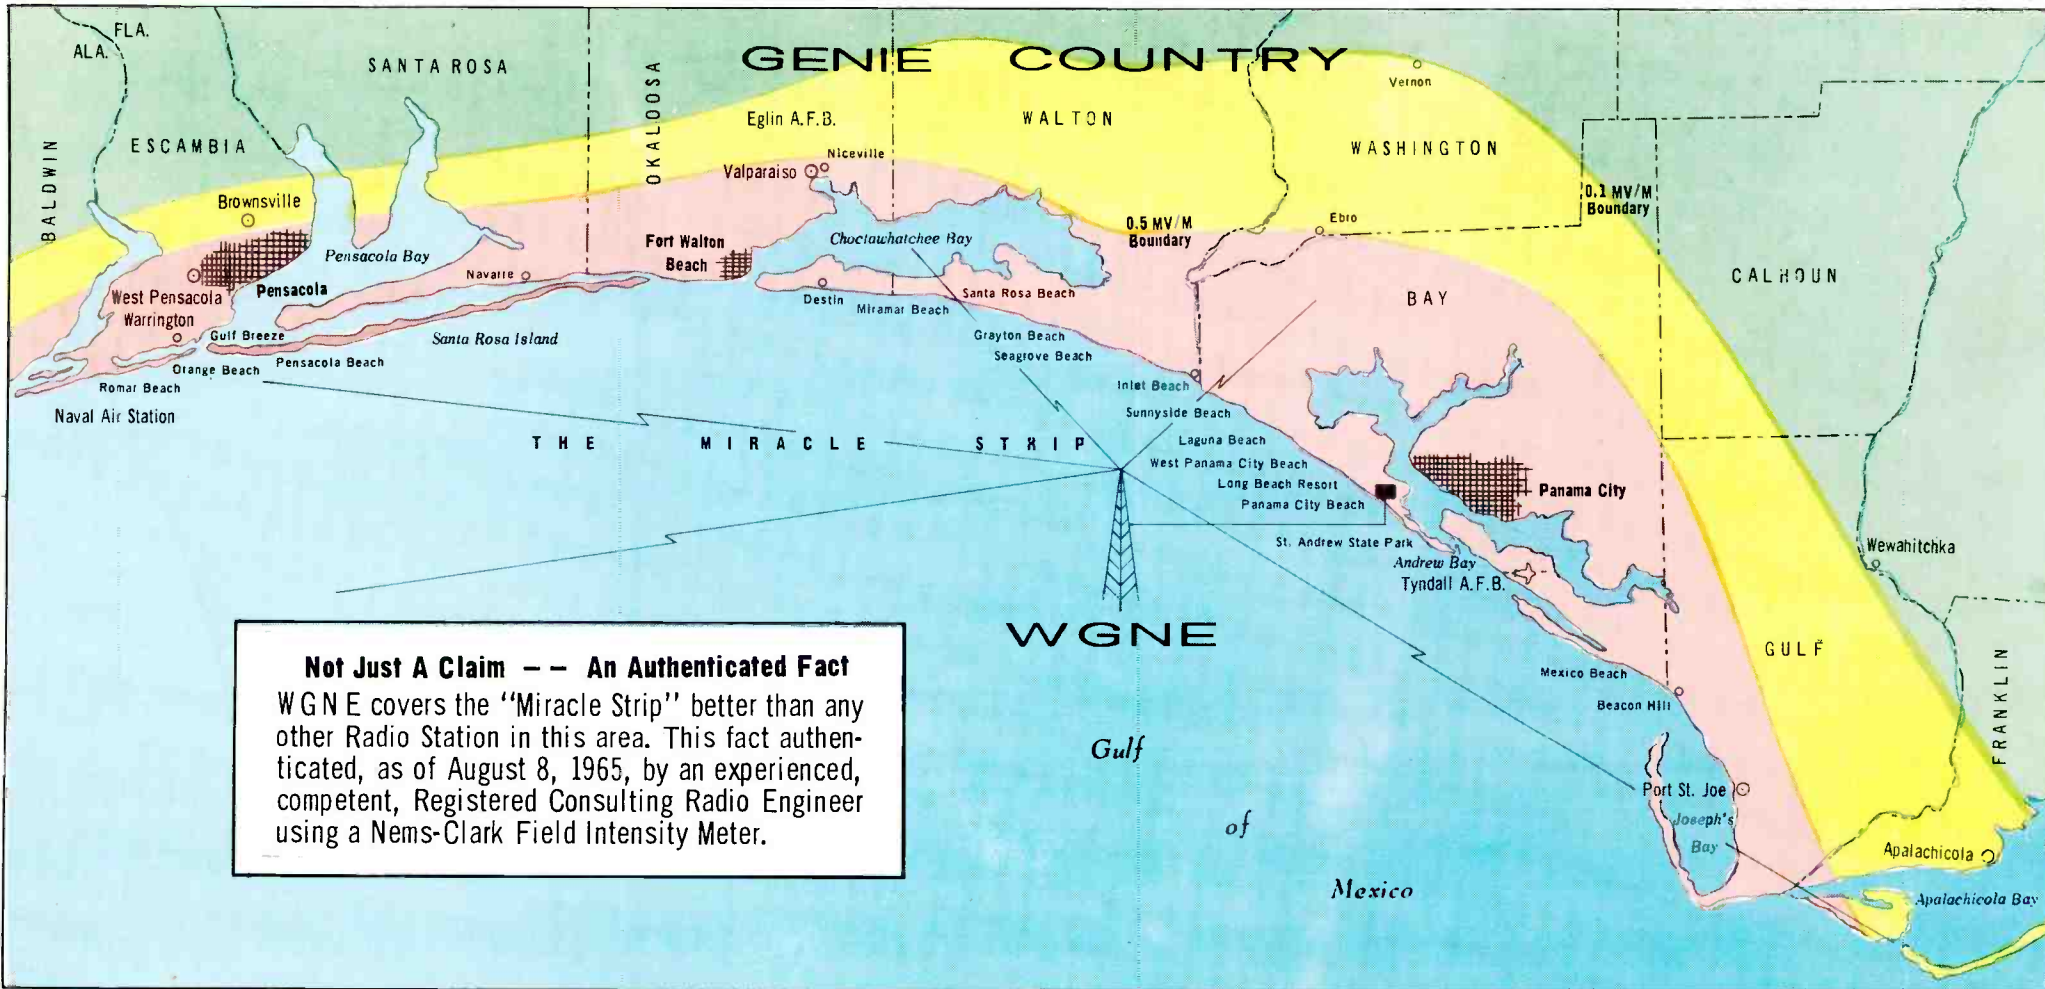 FLA.
ALA.
SANTA ROSA
OKALOOSA
GENIE COUNTRY
Vernon
BALDWIN
ESCAMBIA
Eglin A.F.B.
WALTON
WASHINGTON
Niceville
Valparaiso
Brownsville
0.1 MV/M
Boundary
0.5 MV/M
Boundary
Ebro
Fort Walton
Beach
Choctawhatchee Bay
Pensacola Bay
Navarre
CALHOUN
West Pensacola
Pensacola
Warrington
Destin
Santa Rosa Beach
Miramar Beach
BAY
Gulf Breeze
Santa Rosa Island
Grayton Beach
Seagrove Beach
Pensacola Beach
Orange Beach
Romar Beach
Inlet Beach
Naval Air Station
Sunnyside Beach
THE MIRACLE STRIP
Laguna Beach
West Panama City Beach
Long Beach Resort
Panama City Beach
Panama City
St. Andrew State Park
Andrew Bay
Tyndall A.F.B.
Wewahitchka
WGNE
GULF
FRANKLIN
Mexico Beach
Beacon Hill
Not Just A Claim -- An Authenticated Fact
WGNE covers the "Miracle Strip" better than any
other Radio Station in this area. This fact authen-
ticated, as of August 8, 1965, by an experienced,
competent, Registered Consulting Radio Engineer
using a Nems-Clark Field Intensity Meter.
Gulf
of
Mexico
Port St. Joe
Joseph's
Bay
Apalachicola
Apalachicola Bay